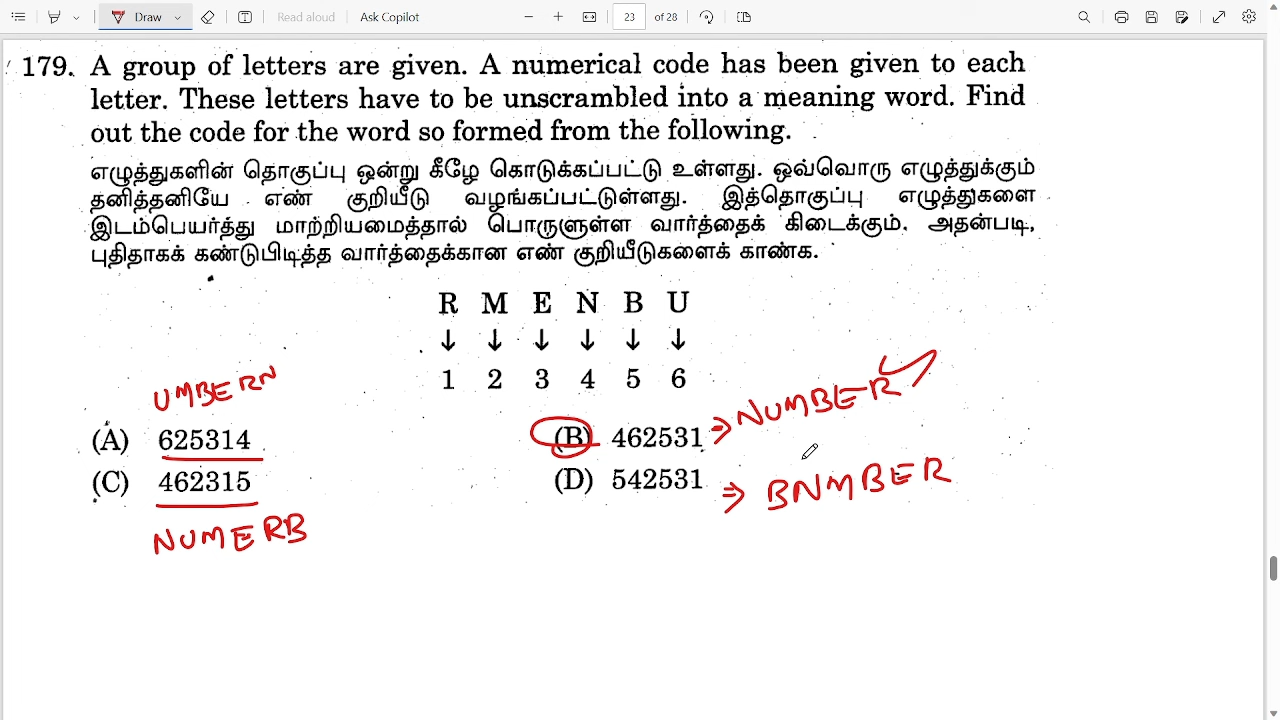 Draw Read aloud Ask Copilot 23 of 28
179. A group of letters are given. A numerical code has been given to each
letter. These letters have to be unscrambled into a meaning word. Find
out the code for the word so formed from the following.
எழுத்துகளின் தொகுப்பு ஒன்று கீழே கொடுக்கப்பட்டு உள்ளது. ஒவ்வொரு எழுத்துக்கும்
தனித்தனியே எண் குறியீடு வழங்கப்பட்டுள்ளது. இத்தொகுப்பு எழுத்துகளை
இடம்பெயர்த்து மாற்றியமைத்தால் பொருளுள்ள வார்த்தைக் கிடைக்கும். அதன்படி,
புதிதாகக் கண்டுபிடித்த வார்த்தைக்கான எண் குறியீடுகளைக் காண்க.
R M E N B U
↓ ↓ ↓ ↓ ↓ ↓
1 2 3 4 5 6
UMBERN
(A) 625314 (B) 462531 ⇒ NUMBER ✓
(C) 462315 (D) 542531 ⇒ BNMBER
NUMERB